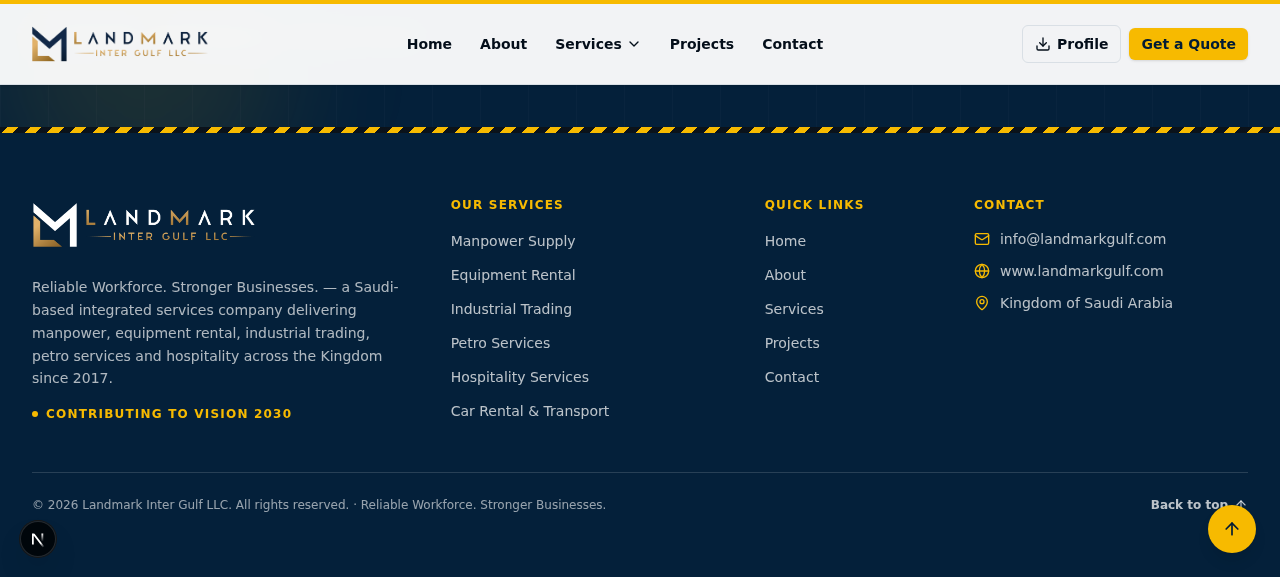 LANDMARK
INTER GULF LLC
Home
About
Services
Projects
Contact
Profile
Get a Quote
LANDMARK
INTER GULF LLC
Reliable Workforce. Stronger Businesses. — a Saudi-
based integrated services company delivering
manpower, equipment rental, industrial trading,
petro services and hospitality across the Kingdom
since 2017.
CONTRIBUTING TO VISION 2030
OUR SERVICES
Manpower Supply
Equipment Rental
Industrial Trading
Petro Services
Hospitality Services
Car Rental & Transport
QUICK LINKS
Home
About
Services
Projects
Contact
CONTACT
info@landmarkgulf.com
www.landmarkgulf.com
Kingdom of Saudi Arabia
© 2026 Landmark Inter Gulf LLC. All rights reserved. · Reliable Workforce. Stronger Businesses.
Back to top
N